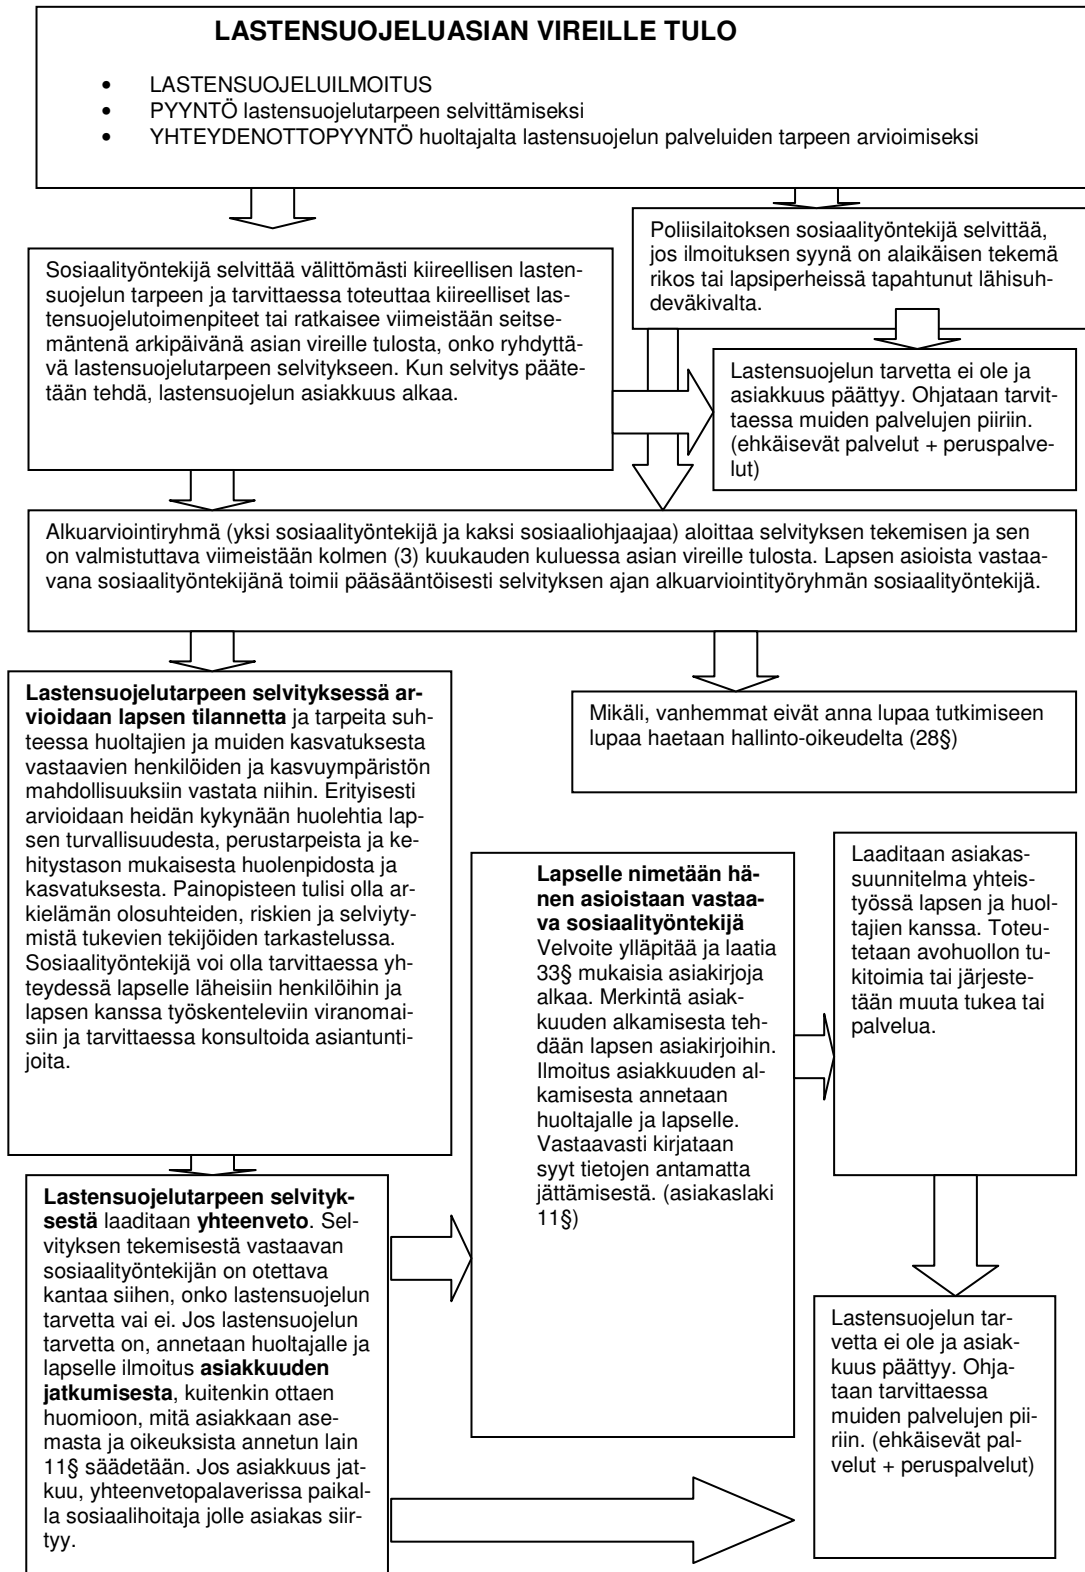 LASTENSUOJELUASIAN VIREILLE TULO
• LASTENSUOJELUILMOITUS
• PYYNTÖ lastensuojelutarpeen selvittämiseksi
• YHTEYDENOTTOPYYNTÖ huoltajalta lastensuojelun palveluiden tarpeen arvioimiseksi
Poliisilaitoksen sosiaalityöntekijä selvittää,
jos ilmoituksen syynä on alaikäisen tekemä
rikos tai lapsiperheissä tapahtunut lähisuh-
deväkivalta.
Sosiaalityöntekijä selvittää välittömästi kiireellisen lasten-
suojelun tarpeen ja tarvittaessa toteuttaa kiireelliset las-
tensuojelutoimenpiteet tai ratkaisee viimeistään seitse-
mäntenä arkipäivänä asian vireille tulosta, onko ryhdyttä-
vä lastensuojelutarpeen selvitykseen. Kun selvitys päte-
tään tehdä, lastensuojelun asiakkuus alkaa.
Lastensuojelun tarvetta ei ole ja
asiakkuus päättyy. Ohjataan tarvit-
taessa muiden palvelujen piiriin.
(ehkäisevät palvelut + peruspalve-
lut)
Alkuarviointiryhmä (yksi sosiaalityöntekijä ja kaksi sosiaaliohjaajaa) aloittaa selvityksen tekemisen ja sen
on valmistuttava viimeistään kolmen (3) kuukauden kuluessa asian vireille tulosta. Lapsen asioista vastaa-
vana sosiaalityöntekijänä toimii pääsääntöisesti selvityksen ajan alkuarviointityöryhmän sosiaalityöntekijä.
Lastensuojelutarpeen selvityksessä ar-
vioidaan lapsen tilannetta ja tarpeita suh-
teessa huoltajien ja muiden kasvatuksesta
vastaavien henkilöiden ja kasvuympäristön
mahdollisuuksiin vastata niihin. Erityisesti
arvioidaan heidän kykynään huolehtia lap-
sen turvallisuudesta, perustarpeista ja ke-
hitystason mukaisesta huolenpidosta ja
kasvatuksesta. Painopisteen tulisi olla ar-
kielämän olosuhteiden, riskien ja selviyty-
mistä tukevien tekijöiden tarkastelussa.
Sosiaalityöntekijä voi olla tarvittaessa yh-
teydessä lapselle läheisiin henkilöihin ja
lapsen kanssa työskenteleviin viranomai-
siin ja tarvittaessa konsultoida asiantunti-
joita.
Mikäli, vanhemmat eivät anna lupaa tutkimiseen
lupaa haetaan hallinto-oikeudelta (28§)
Lapselle nimetään hä-
nen asioistaan vastaa-
va sosiaalityöntekijä
Velvoite ylläpitää ja laatia
33§ mukaisia asiakirjoja
alkaa. Merkintä asiak-
kuuden alkamisesta teh-
dään lapsen asiakirjoihin.
Ilmoitus asiakkuuden al-
kamisesta annetaan
huoltajalle ja lapselle.
Vastaavasti kirjataan
syyt tietojen antamatta
jättämisestä. (asiakaslaki
11§)
Laaditaan asiakas-
suunnitelma yhteis-
työssä lapsen ja huol-
tajien kanssa. Toteu-
tetaan avohuollon tu-
kitoimia tai järjeste-
tään muuta tukea tai
palvelua.
Lastensuojelutarpeen selvityk-
sestä laaditaan yhteenveto. Sel-
vityksen tekemisestä vastaavan
sosiaalityöntekijän on otettava
kantaa siihen, onko lastensuojelun
tarvetta vai ei. Jos lastensuojelun
tarvetta on, annetaan huoltajalle ja
lapselle ilmoitus asiakkuuden
jatkumisesta, kuitenkin ottaen
huomioon, mitä asiakkaan ase-
masta ja oikeuksista annetun lain
11§ säädetään. Jos asiakkuus jat-
kuu, yhteenvetopalaverissa paikal-
la sosiaalihoitaja jolle asiakas siir-
tyy.
Lastensuojelun tar-
vetta ei ole ja asiak-
kuus päättyy. Ohja-
taan tarvittaessa
muiden palvelujen pii-
riin. (ehkäisevät pal-
velut + peruspalvelut)